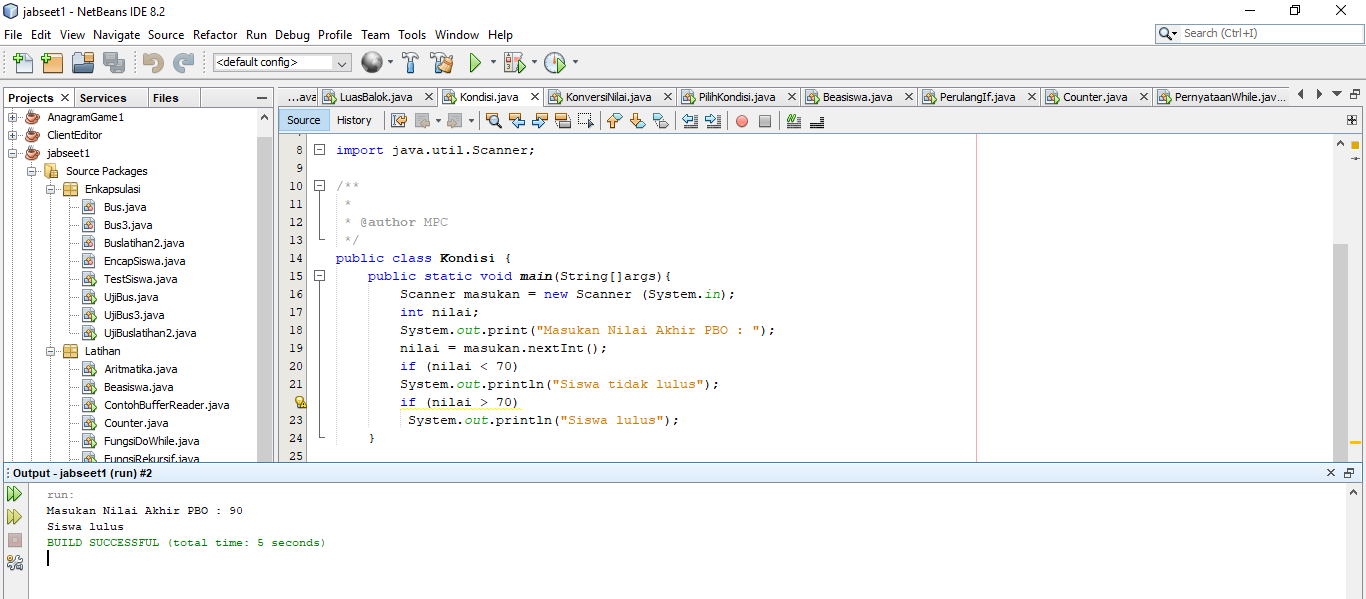 jabseet1 - NetBeans IDE 8.2
File Edit View Navigate Source Refactor Run Debug Profile Team Tools Window Help
Search (Ctrl+I)
<default config>
Projects Services Files
...ava LuasBalok.java Kondisi.java KonversiNilai.java PilihKondisi.java Beasiswa.java PerulangIf.java Counter.java PernyataanWhile.jav...
Source History
AnagramGame1
ClientEditor
jabseet1
Source Packages
Enkapsulasi
Bus.java
Bus3.java
Buslatihan2.java
EncapSiswa.java
TestSiswa.java
UjiBus.java
UjiBus3.java
UjiBuslatihan2.java
Latihan
Aritmatika.java
Beasiswa.java
ContohBufferReader.java
Counter.java
FungsiDoWhile.java
FungsiRekursif.java
8 import java.util.Scanner;
9
10 /**
11 *
12 * @author MPC
13 */
14 public class Kondisi {
15 public static void main(String[]args){
16 Scanner masukan = new Scanner (System.in);
17 int nilai;
18 System.out.print("Masukan Nilai Akhir PBO : ");
19 nilai = masukan.nextInt();
20 if (nilai < 70)
21 System.out.println("Siswa tidak lulus");
if (nilai > 70)
23 System.out.println("Siswa lulus");
24 }
25
Output - jabseet1 (run) #2
run:
Masukan Nilai Akhir PBO : 90
Siswa lulus
BUILD SUCCESSFUL (total time: 5 seconds)